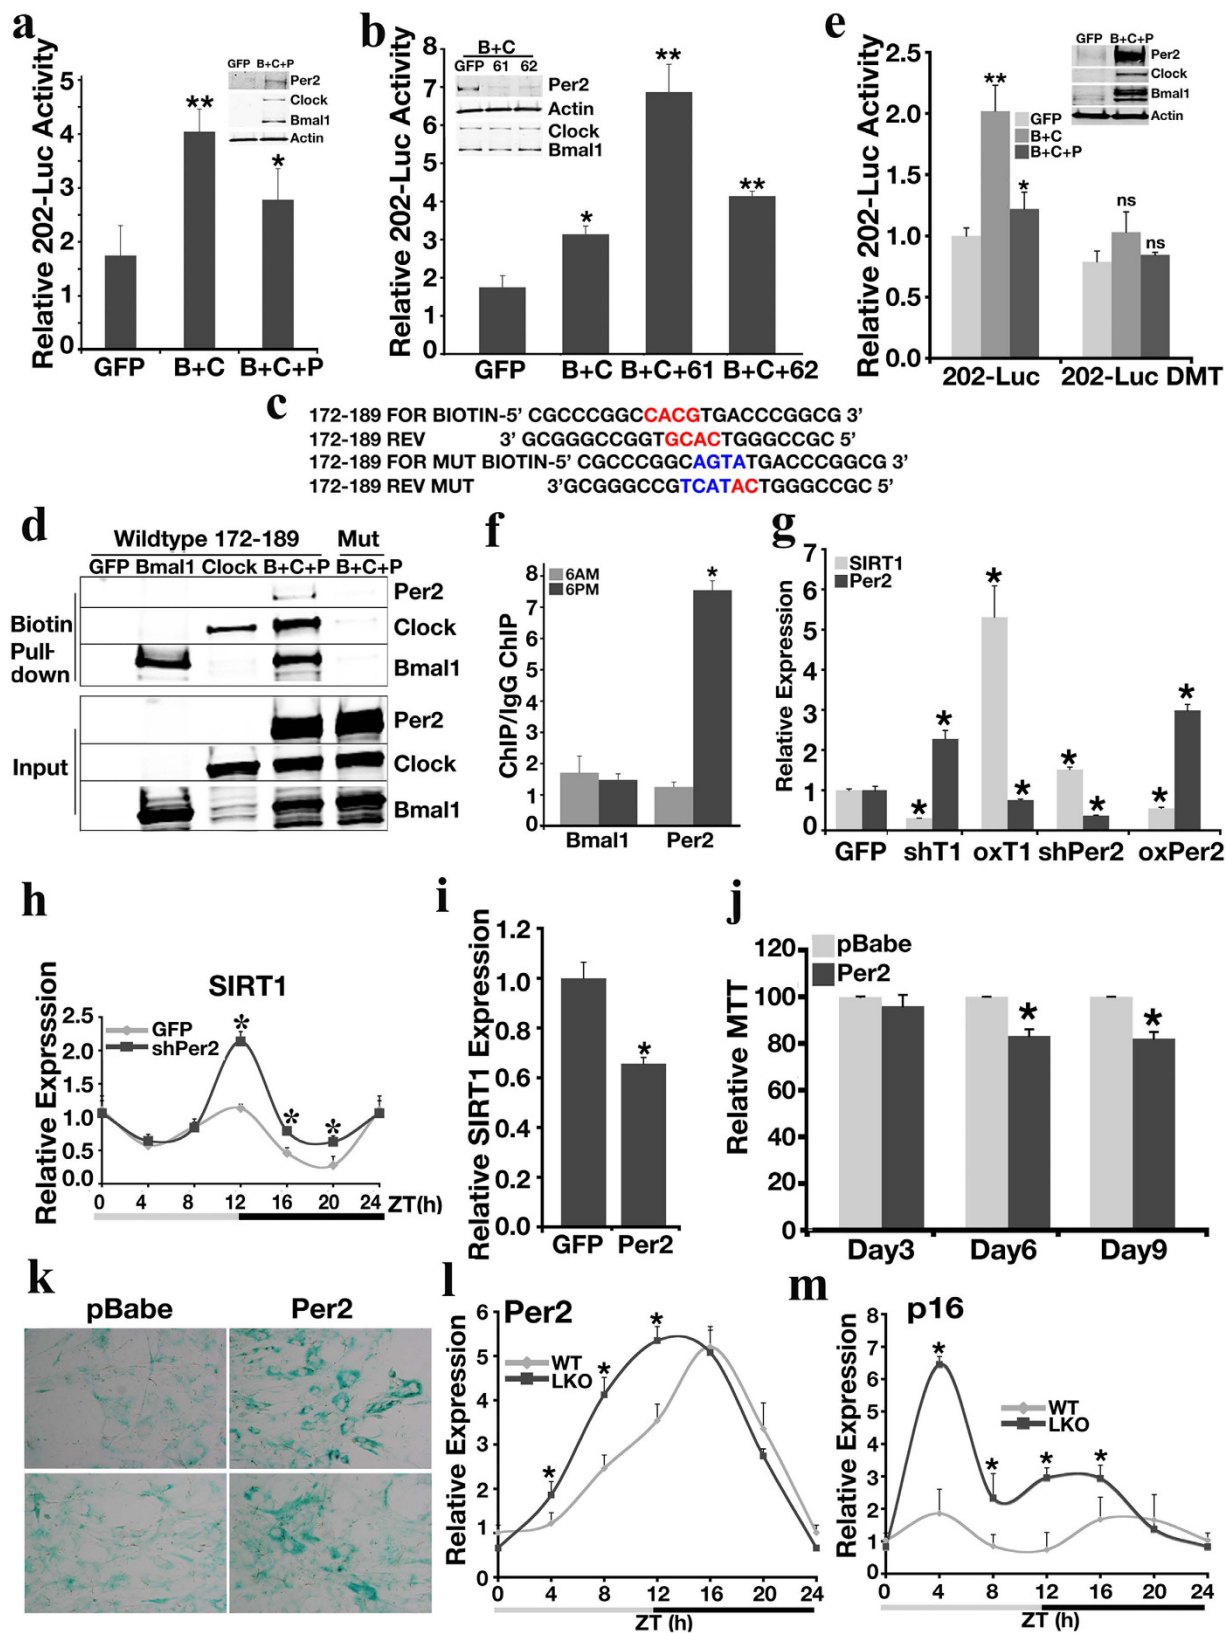 a
Relative 202-Luc Activity
5
4
3
2
1
0
GFP B+C B+C+P
**
*
GFP B+C+P
Per2
Clock
Bmal1
Actin
b
Relative 202-Luc Activity
8
7
6
5
4
3
2
1
0
GFP B+C B+C+61 B+C+62
*
**
**
B+C
GFP 61 62
Per2
Actin
Clock
Bmal1
e
Relative 202-Luc Activity
2.5
2.0
1.5
1.0
0.5
0.0
202-Luc 202-Luc DMT
**
*
ns
ns
GFP
B+C
B+C+P
GFP B+C+P
Per2
Clock
Bmal1
Actin
c
172-189 FOR BIOTIN-5’ CGCCCGGCCACGTGACCCGGCG 3’
172-189 REV 3’ GCGGGCCGGTGCACTGGGCCGC 5’
172-189 FOR MUT BIOTIN-5’ CGCCCGGCAGTATGACCCGGCG 3’
172-189 REV MUT 3’GCGGGCCGTCATACTGGGCCGC 5’
d
Wildtype 172-189 Mut
GFP Bmal1 Clock B+C+P B+C+P
Biotin
Pull-
down
Per2
Clock
Bmal1
Input
Per2
Clock
Bmal1
f
ChIP/IgG ChIP
8
7
6
5
4
3
2
1
0
6AM
6PM
*
Bmal1 Per2
g
Relative Expression
7
6
5
4
3
2
1
0
SIRT1
Per2
*
*
*
*
*
*
*
*
GFP shT1 oxT1 shPer2 oxPer2
h
SIRT1
Relative Exprsssion
2.5
2.0
1.5
1.0
0.5
0.0
GFP
shPer2
*
*
*
0 4 8 12 16 20 24 ZT(h)
i
Relative SIRT1 Expression
1.2
1.0
0.8
0.6
0.4
0.2
0.0
*
GFP Per2
j
Relative MTT
120
100
80
60
40
20
0
pBabe
Per2
*
*
Day3 Day6 Day9
k
pBabe Per2
l
Per2
Relative Expression
6
5
4
3
2
1
0
WT
LKO
*
*
*
0 4 8 12 16 20 24
ZT (h)
m
p16
Relative Expression
8
7
6
5
4
3
2
1
0
WT
LKO
*
*
*
*
0 4 8 12 16 20 24
ZT (h)